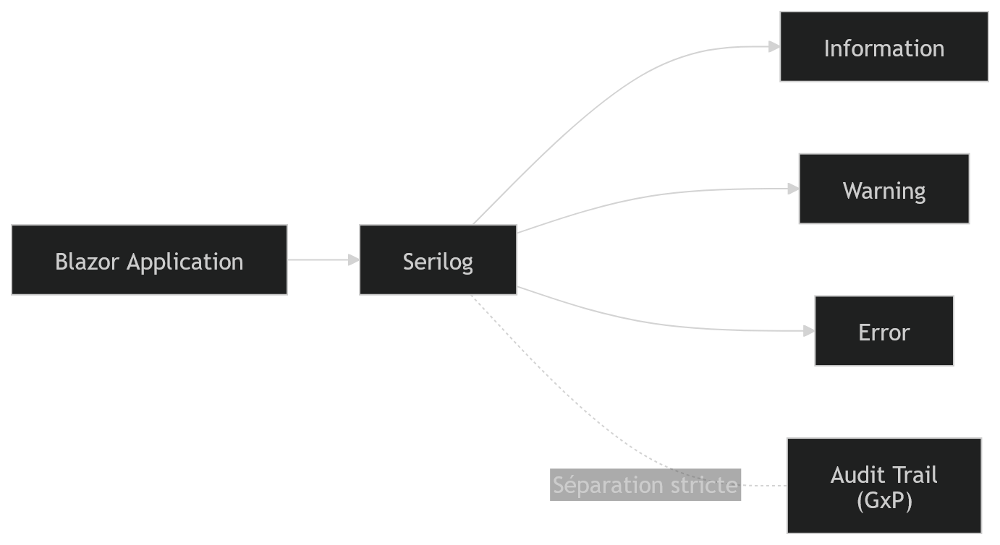 Information
Warning
Blazor Application
Serilog
Error
Séparation stricte
Audit Trail
(GxP)